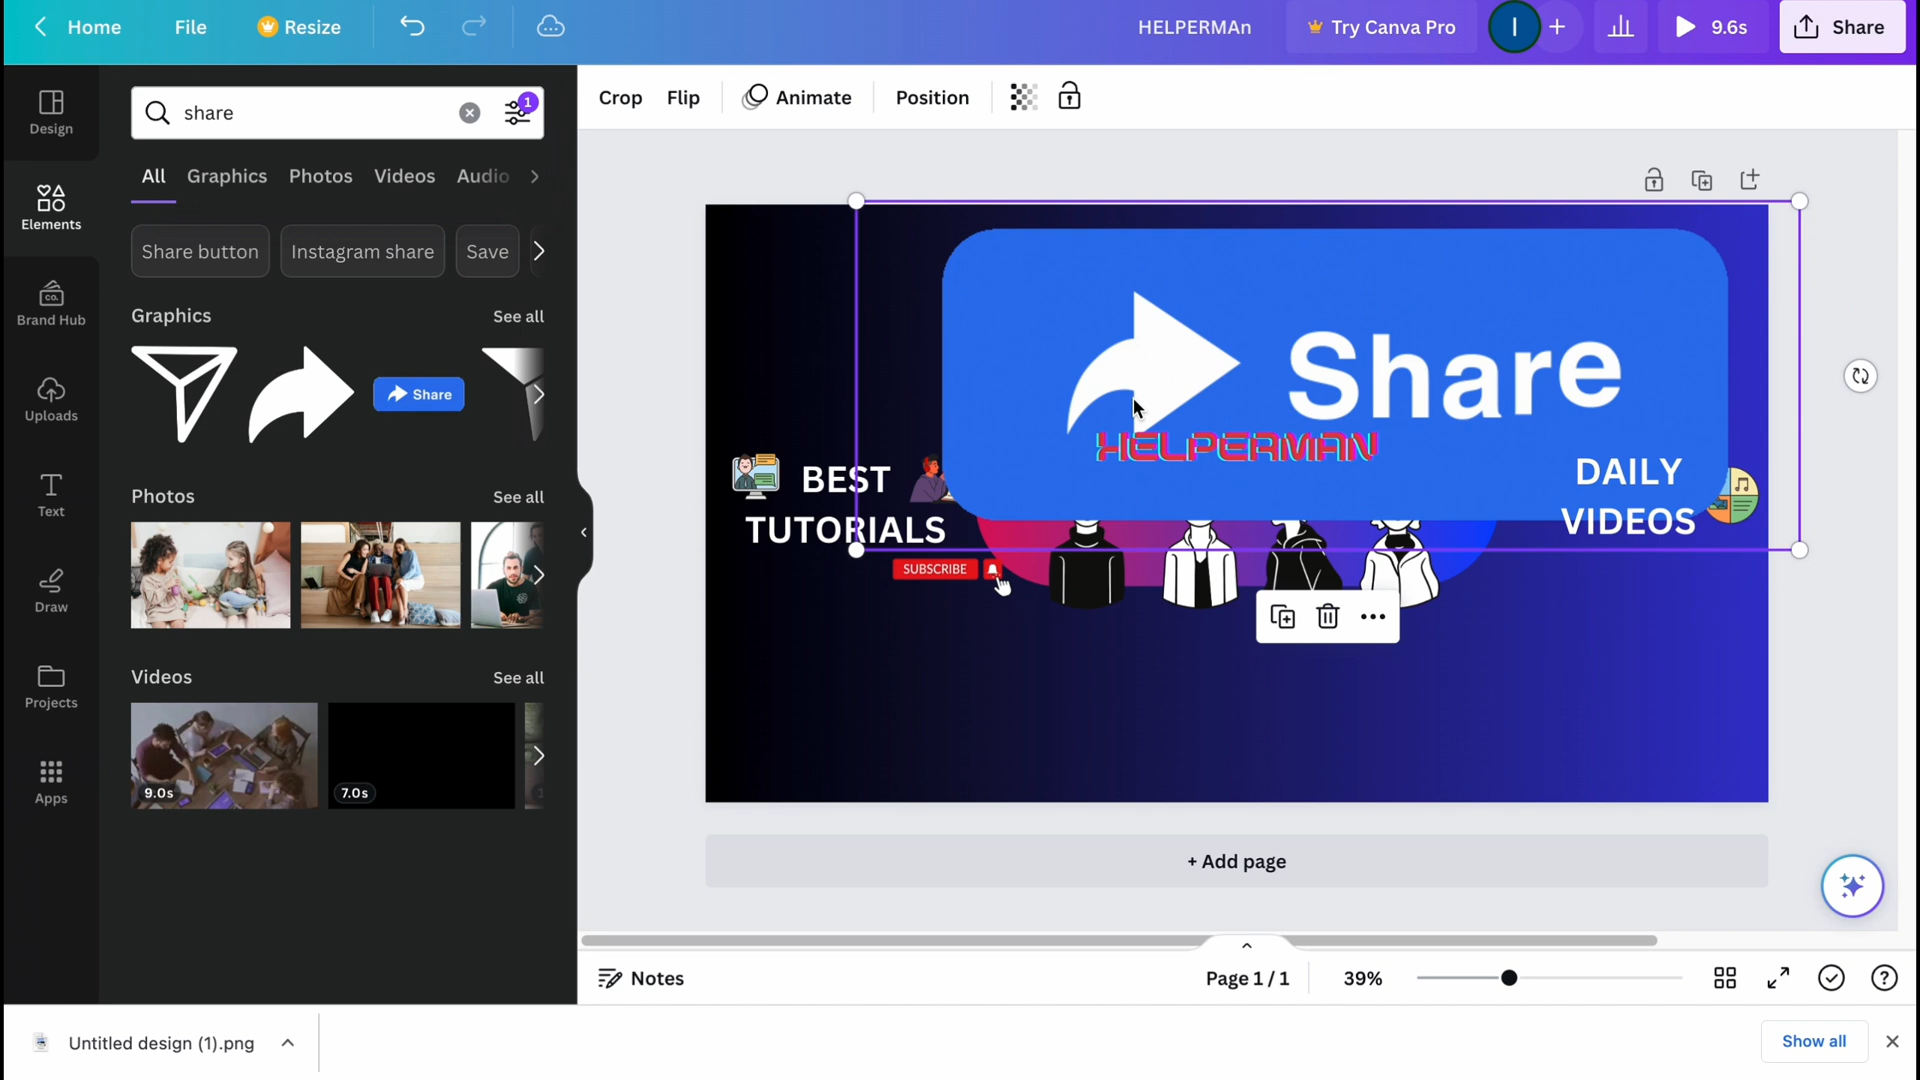 Home
File
Resize
HELPERMAn
Try Canva Pro
I
9.6s
Share
Design
Elements
Brand Hub
co.
Uploads
Text
Draw
Projects
Apps
share
1
All
Graphics
Photos
Videos
Audio
Share button
Instagram share
Save
Graphics
See all
Share
Photos
See all
Videos
See all
9.0s
7.0s
Crop
Flip
Animate
Position
Share
HELPERMAN
BEST
TUTORIALS
SUBSCRIBE
DAILY
VIDEOS
+ Add page
Notes
Page 1 / 1
39%
Untitled design (1).png
Show all